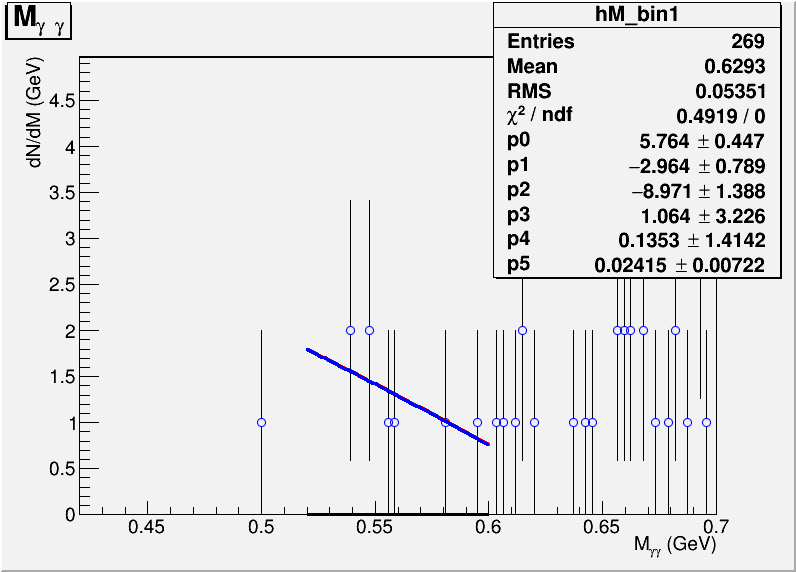 M γ γ
hM_bin1
Entries 269
Mean 0.6293
RMS 0.05351
χ² / ndf 0.4919 / 0
p0 5.764 ± 0.447
p1 −2.964 ± 0.789
p2 −8.971 ± 1.388
p3 1.064 ± 3.226
p4 0.1353 ± 1.4142
p5 0.02415 ± 0.00722
dN/dM (GeV)
4.5
4
3.5
3
2.5
2
1.5
1
0.5
0
0.45 0.5 0.55 0.6 0.65 0.7
Mγγ (GeV)